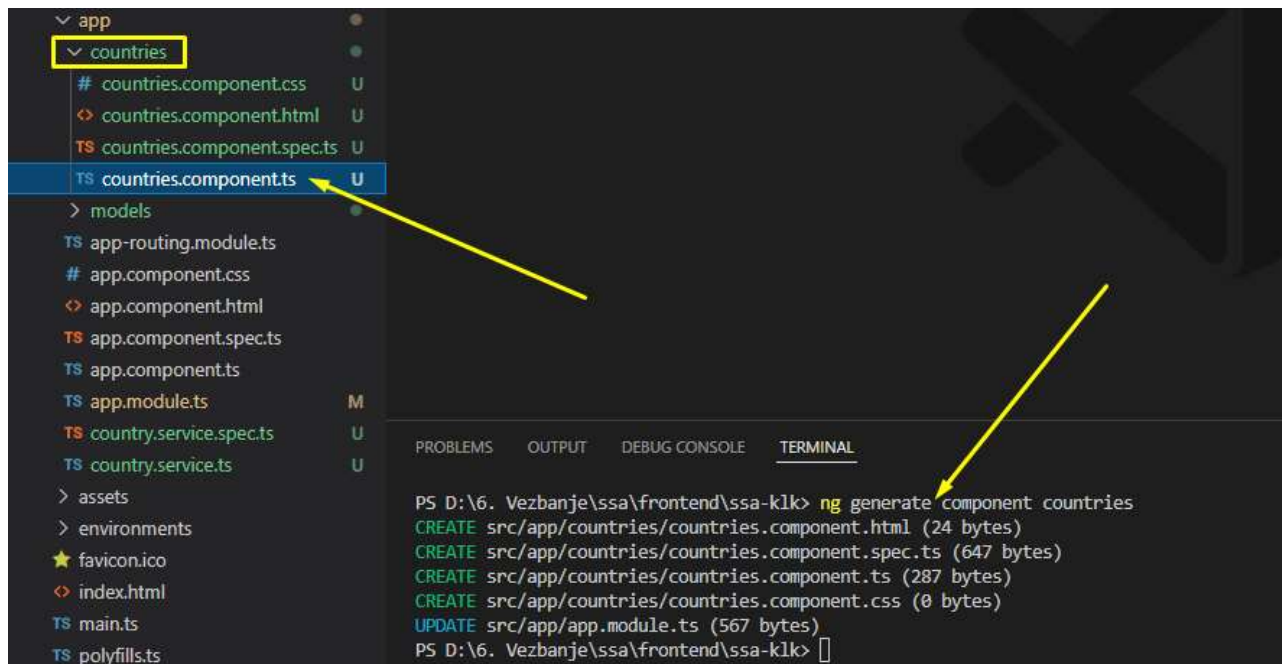 app
countries
countries.component.css U
countries.component.html U
TS countries.component.spec.ts U
TS countries.component.ts U
models
TS app-routing.module.ts
# app.component.css
<> app.component.html
TS app.component.spec.ts
TS app.component.ts
TS app.module.ts M
TS country.service.spec.ts U
TS country.service.ts U
assets
environments
favicon.ico
<> index.html
TS main.ts
TS polyfills.ts
PROBLEMS OUTPUT DEBUG CONSOLE TERMINAL
PS D:\6. Vezbanje\ssa\frontend\ssa-klk> ng generate component countries
CREATE src/app/countries/countries.component.html (24 bytes)
CREATE src/app/countries/countries.component.spec.ts (647 bytes)
CREATE src/app/countries/countries.component.ts (287 bytes)
CREATE src/app/countries/countries.component.css (0 bytes)
UPDATE src/app/app.module.ts (567 bytes)
PS D:\6. Vezbanje\ssa\frontend\ssa-klk>